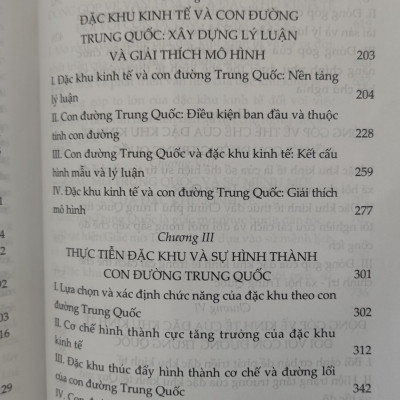 ĐẶC KHU KINH TẾ VÀ CON ĐƯỜNG
TRUNG QUỐC: XÂY DỰNG LÝ LUẬN
VÀ GIẢI THÍCH MÔ HÌNH 203
I. Đặc khu kinh tế và con đường Trung Quốc: Nền tảng
lý luận 204
II. Con đường Trung Quốc: Điều kiện ban đầu và thuộc
tính con đường 228
III. Con đường Trung Quốc và đặc khu kinh tế: Kết cấu
hình mẫu và lý luận 259
IV. Đặc khu kinh tế và con đường Trung Quốc: Giải thích
mô hình 277
Chương III
THỰC TIỄN ĐẶC KHU VÀ SỰ HÌNH THÀNH
CON ĐƯỜNG TRUNG QUỐC 301
I. Lựa chọn và xác định chức năng của đặc khu theo con
đường Trung Quốc 302
II. Cơ chế hình thành cực tăng trưởng của đặc khu
kinh tế 312
III. Đặc khu thúc đẩy hình thành cơ chế và đường lối
của con đường Trung Quốc 342